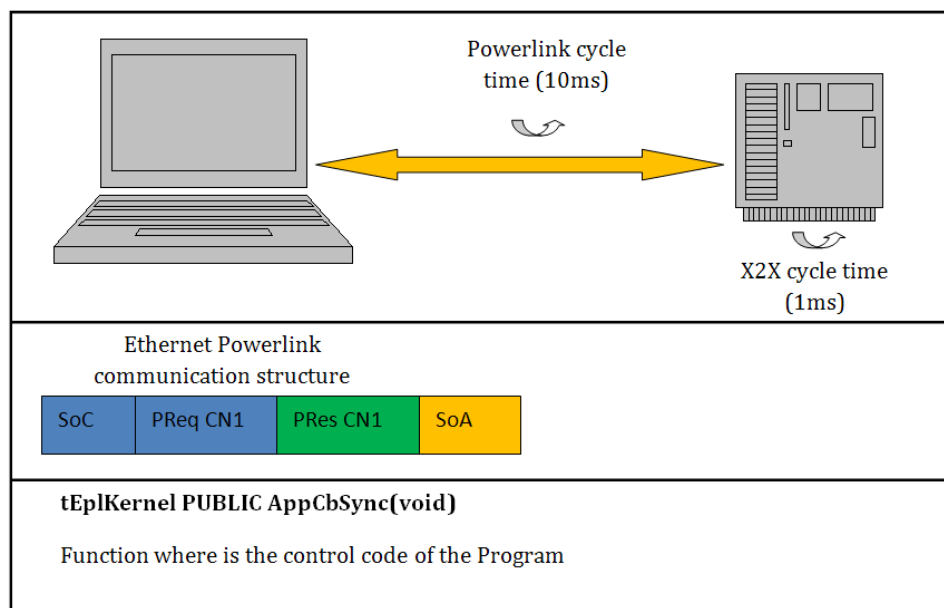 Powerlink cycle
time (10ms)
X2X cycle time
(1ms)
Ethernet Powerlink
communication structure
SoC PReq CN1 PRes CN1 SoA
tEplKernel PUBLIC AppCbSync(void)
Function where is the control code of the Program